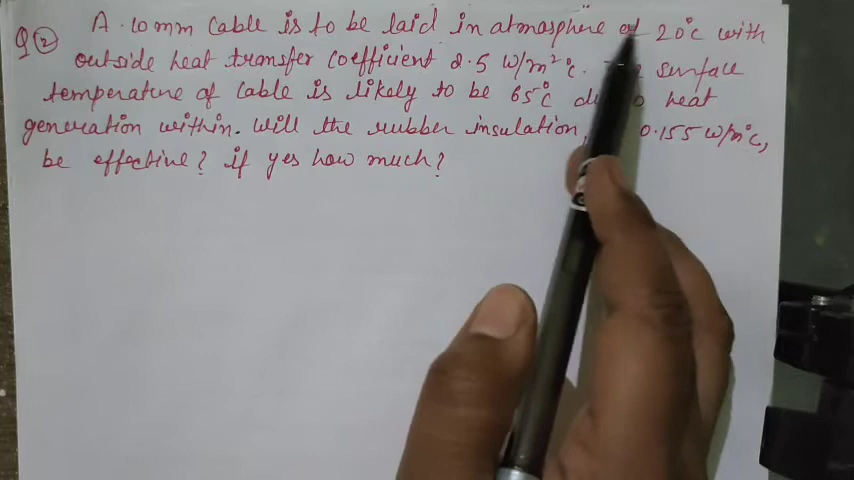 Q② A 10mm cable is to be laid in atmosphere at 20°C with
outside heat transfer coefficient 8.5 W/m²°C. surface
temperature of cable is likely to be 65°C heat
generation within. Will the rubber insulation, 0.155 W/m°C,
be effective? if yes how much?